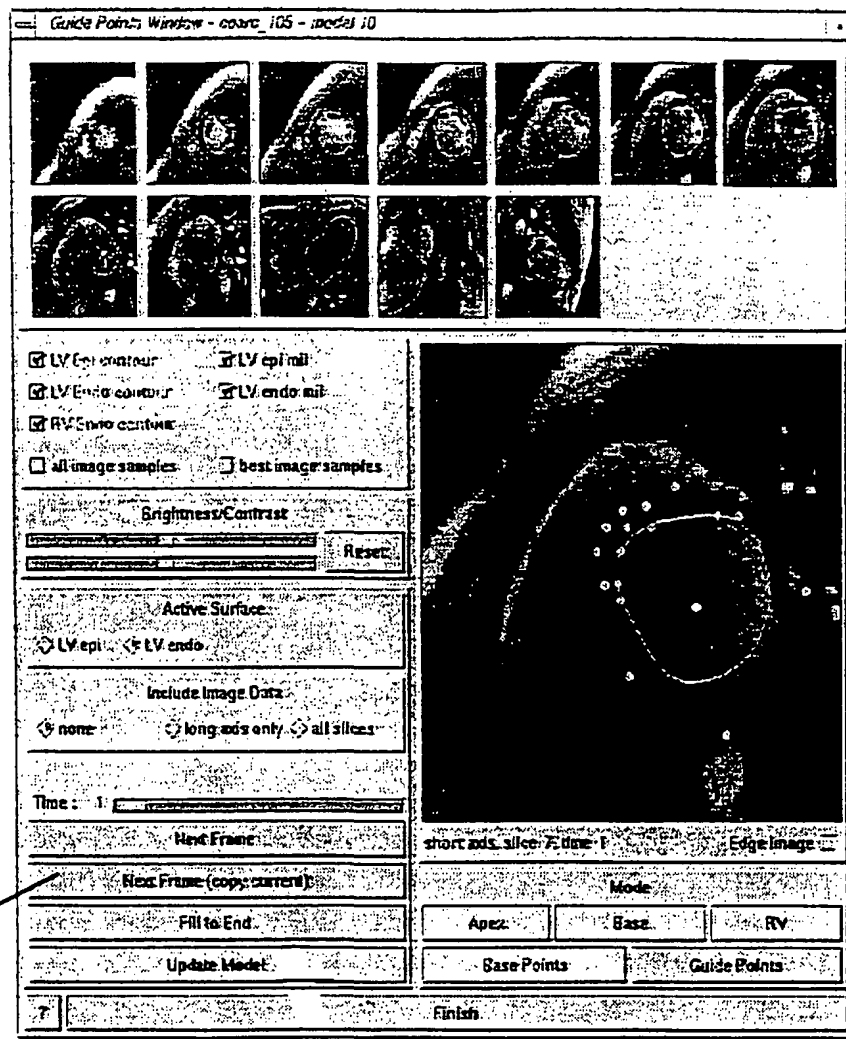 Guide Points Window - coarc_105 - model 10
LV Epi contour
LV epi mil
LV Endo contour
LV endo mil
RV Endo contour
all image samples
best image samples
Brightness/Contrast
Reset
Active Surface
LV epi
LV endo
Include Image Data
none
long axis only
all slices
Time : 1
Next Frame
short axis, slice 7, time 1
Edge Image
Next Frame (copy current)
Mode
Fill to End
Apex
Base
RV
Update Model
Base Points
Guide Points
?
Finish